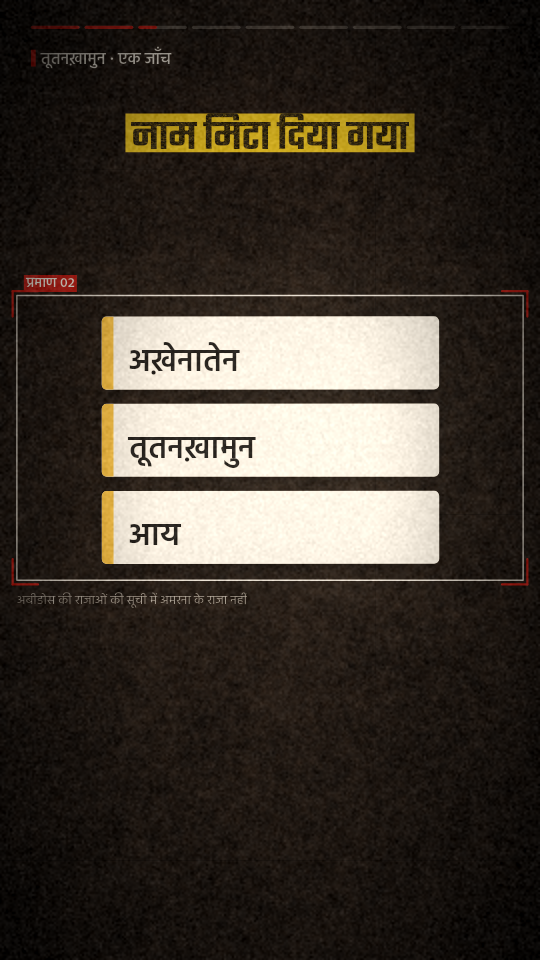 तूतनख़ामुन · एक जाँच
नाम मिटा दिया गया
प्रमाण 02
अख़ेनातेन
तूतनख़ामुन
आय
अबीडोस की राजाओं की सूची में अमरना के राजा नहीं